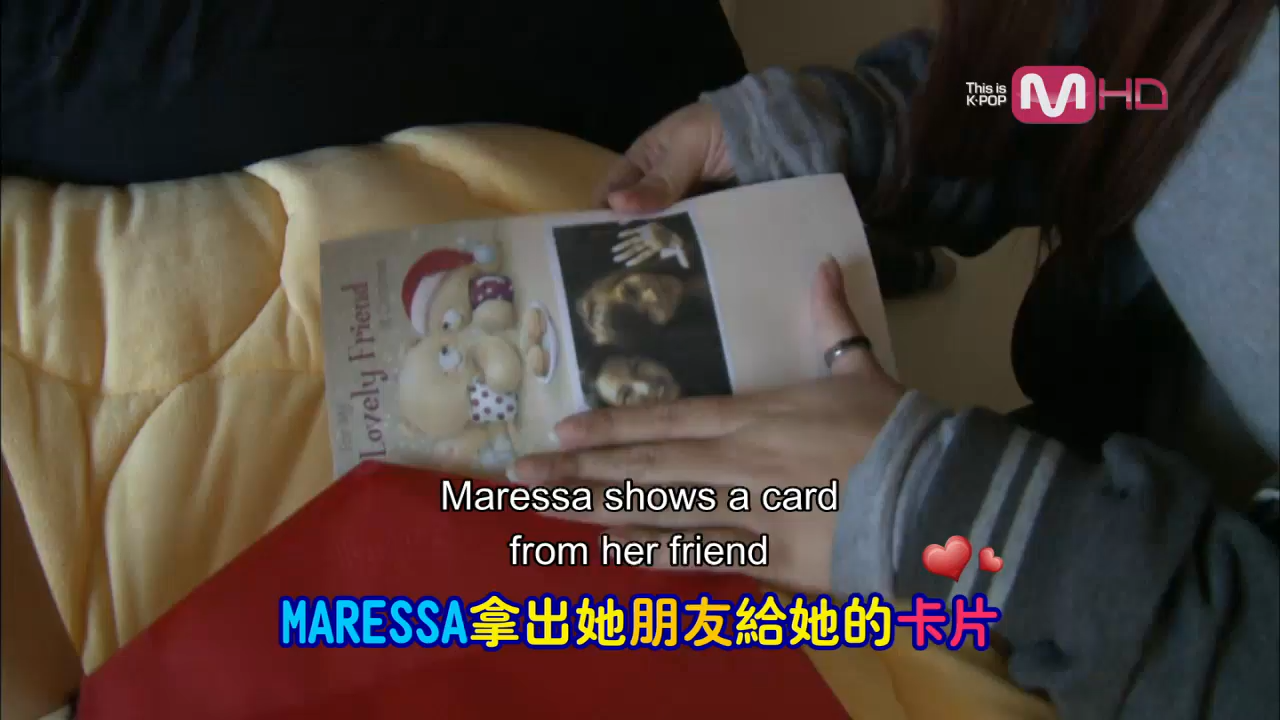 This is
K·POP
M HD
Lovely Friend
Maressa shows a card
from her friend
MARESSA拿出她朋友給她的卡片